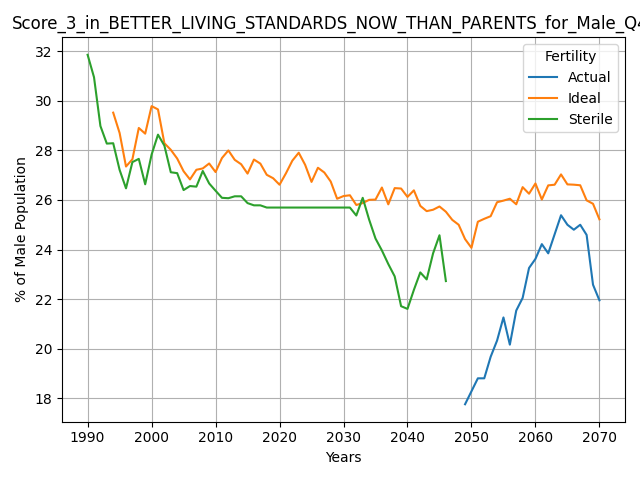 Score_3_in_BETTER_LIVING_STANDARDS_NOW_THAN_PARENTS_for_Male_Q4
Fertility
Actual
Ideal
Sterile
% of Male Population
32
30
28
26
24
22
20
18
1990 2000 2010 2020 2030 2040 2050 2060 2070
Years